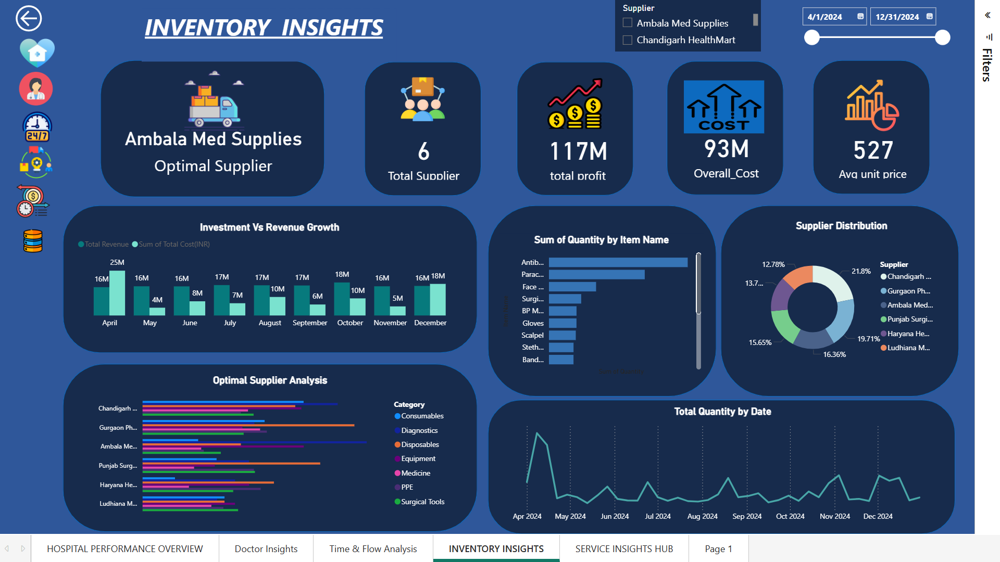 INVENTORY INSIGHTS
Supplier
Ambala Med Supplies
Chandigarh HealthMart
4/1/2024
12/31/2024
Filters
24/7
Ambala Med Supplies
Optimal Supplier
6
Total Supplier
117M
total profit
COST
93M
Overall_Cost
527
Avg unit price
Investment Vs Revenue Growth
Total Revenue
Sum of Total Cost(INR)
16M 25M
16M 4M
16M 8M
17M 7M
17M 10M
17M 6M
18M 10M
16M 5M
16M 18M
April May June July August September October November December
Sum of Quantity by Item Name
Antib...
Parac...
Face ...
Surgi...
BP M...
Gloves
Scalpel
Steth...
Band...
Sum of Quantity
Supplier Distribution
12.78%
21.8%
13.7...
19.71%
15.65%
16.36%
Supplier
Chandigarh ...
Gurgaon Ph...
Ambala Med...
Punjab Surgi...
Haryana He...
Ludhiana M...
Optimal Supplier Analysis
Chandigarh ...
Gurgaon Ph...
Ambala Me...
Punjab Surg...
Haryana He...
Ludhiana M...
Category
Consumables
Diagnostics
Disposables
Equipment
Medicine
PPE
Surgical Tools
Total Quantity by Date
Apr 2024 May 2024 Jun 2024 Jul 2024 Aug 2024 Sep 2024 Oct 2024 Nov 2024 Dec 2024
HOSPITAL PERFORMANCE OVERVIEW
Doctor Insights
Time & Flow Analysis
INVENTORY INSIGHTS
SERVICE INSIGHTS HUB
Page 1